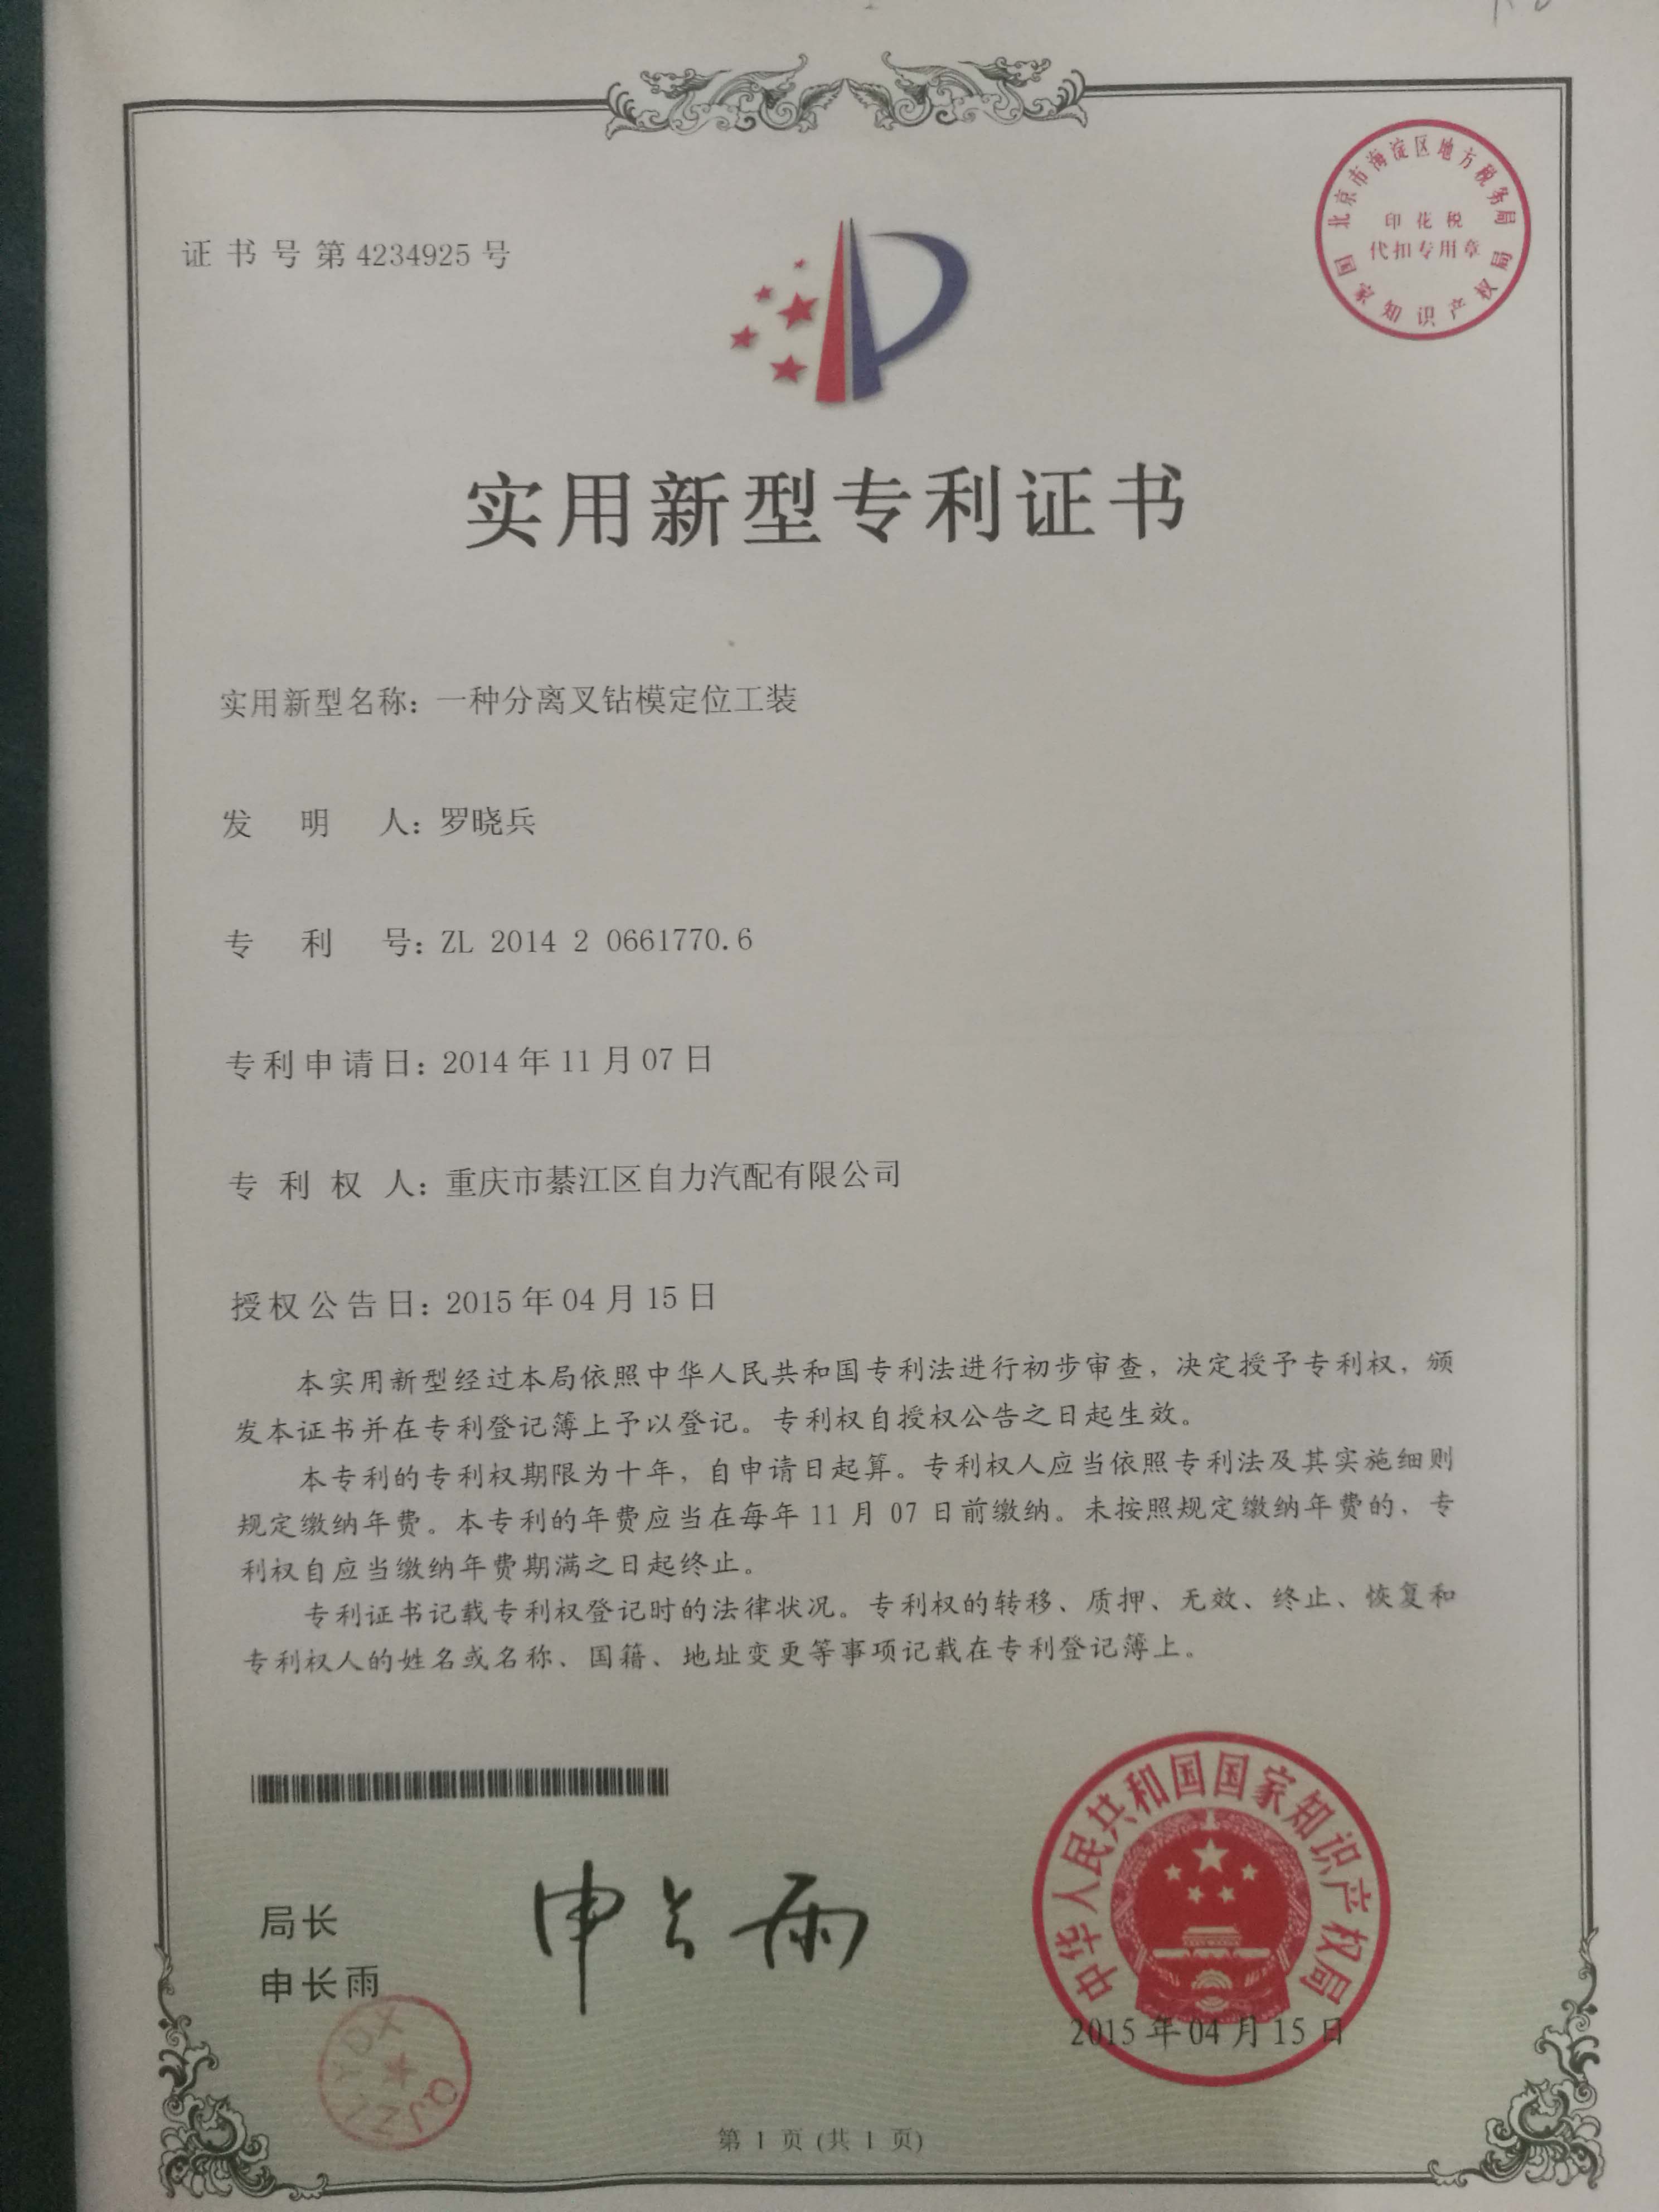 北京市海淀区地方税务局
印花税
代扣专用章
国家知识产权局
证书号第4234925号
实用新型专利证书
实用新型名称：一种分离叉钻模定位工装
发明人：罗晓兵
专利号：ZL 2014 2 0661770.6
专利申请日：2014年11月07日
专利权人：重庆市綦江区自力汽配有限公司
授权公告日：2015年04月15日
本实用新型经过本局依照中华人民共和国专利法进行初步审查，决定授予专利权，颁
发本证书并在专利登记簿上予以登记。专利权自授权公告之日起生效。
本专利的专利权期限为十年，自申请日起算。专利权人应当依照专利法及其实施细则
规定缴纳年费。本专利的年费应当在每年11月07日前缴纳。未按照规定缴纳年费的，专
利权自应当缴纳年费期满之日起终止。
专利证书记载专利权登记时的法律状况。专利权的转移、质押、无效、终止、恢复和
专利权人的姓名或名称、国籍、地址变更等事项记载在专利登记簿上。
局长
申长雨
申长雨
中华人民共和国国家知识产权局
2015年04月15日
第1页(共1页)